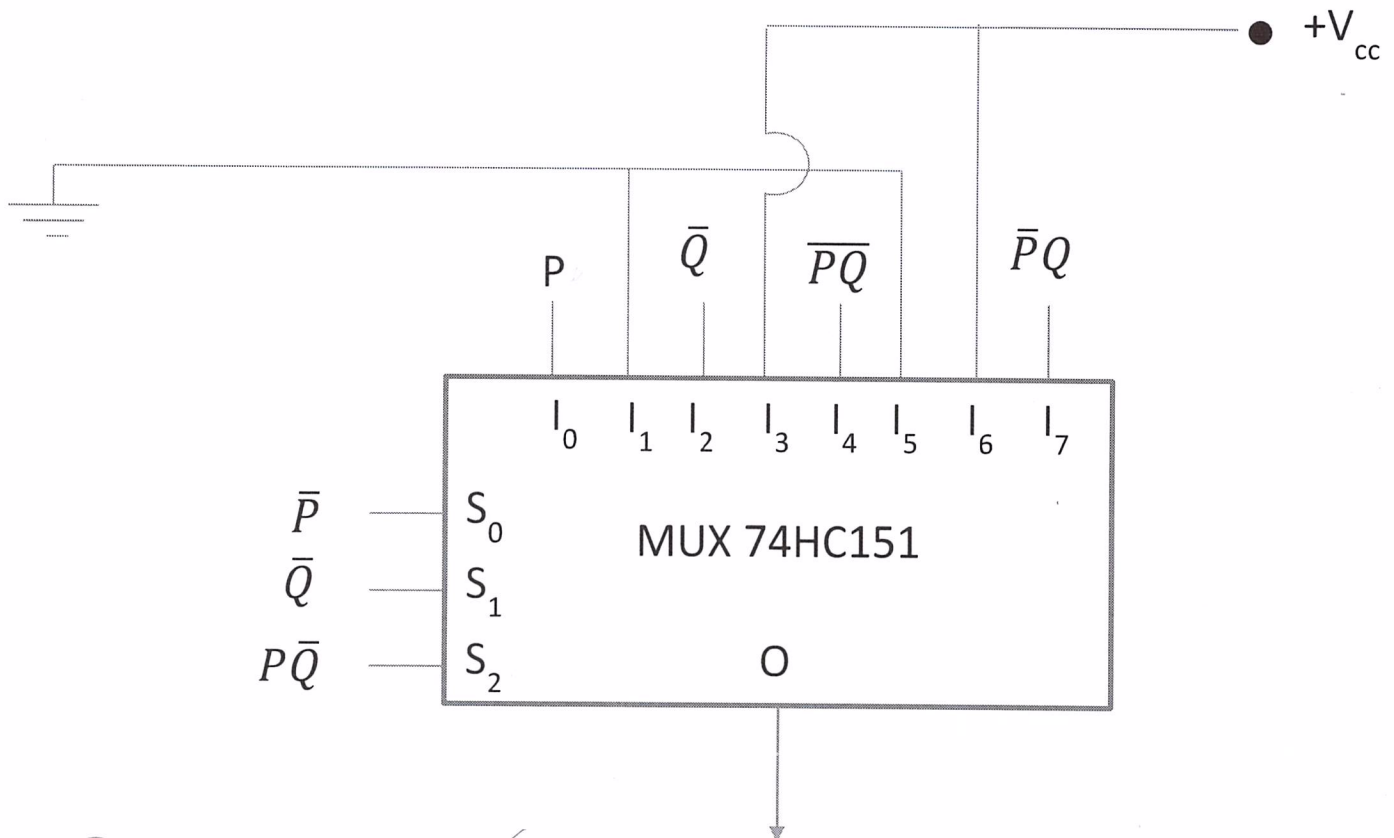 +Vcc
P
Q̅
P̅Q̅
P̅Q
I0 I1 I2 I3 I4 I5 I6 I7
P̅ S0
MUX 74HC151
Q̅ S1
PQ̅ S2
O